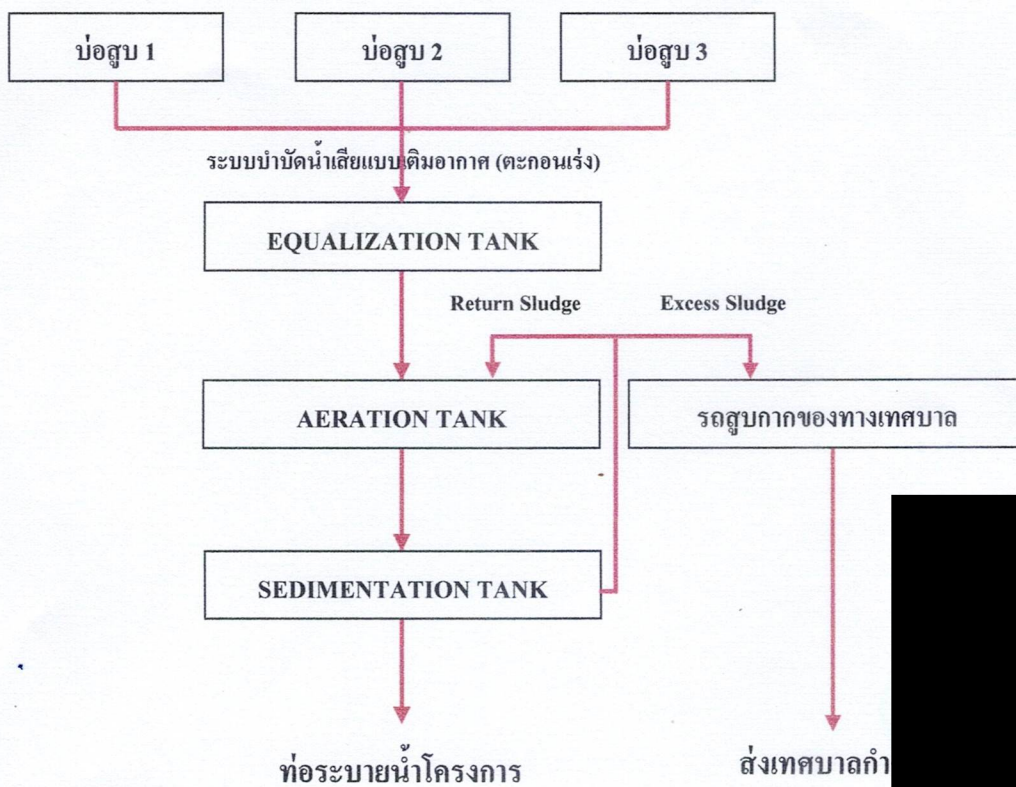 บ่อสูบ 1
บ่อสูบ 2
บ่อสูบ 3
ระบบบำบัดน้ำเสียแบบเติมอากาศ (ตะกอนเร่ง)
EQUALIZATION TANK
Return Sludge
Excess Sludge
AERATION TANK
รถสูบกากของทางเทศบาล
SEDIMENTATION TANK
ท่อระบายน้ำโครงการ
ส่งเทศบาลกำ